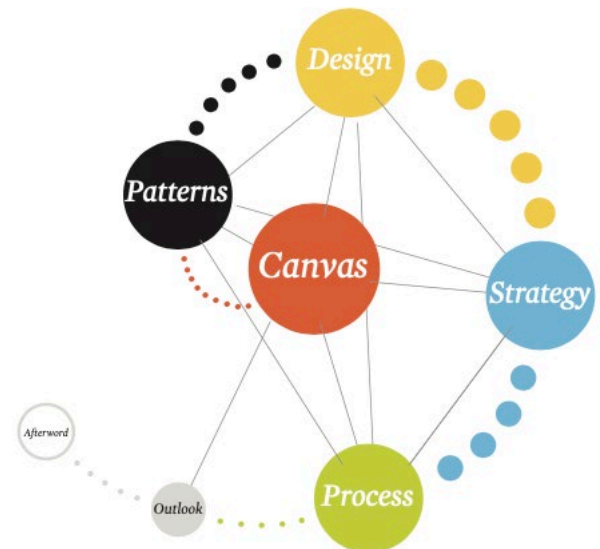 Design
Patterns
Canvas
Strategy
Afterword
Process
Outlook